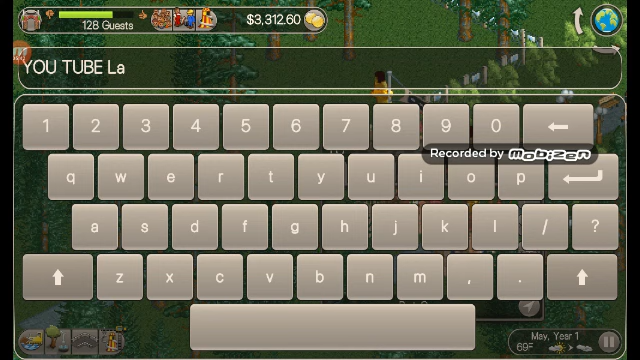 128 Guests
$3,312.60
YOU TUBE La
1 2 3 4 5 6 7 8 9 0
Recorded by mobizen
q w e r t y u i o p
a s d f g h j k l / ?
z x c v b n m , .
May, Year 1
69F